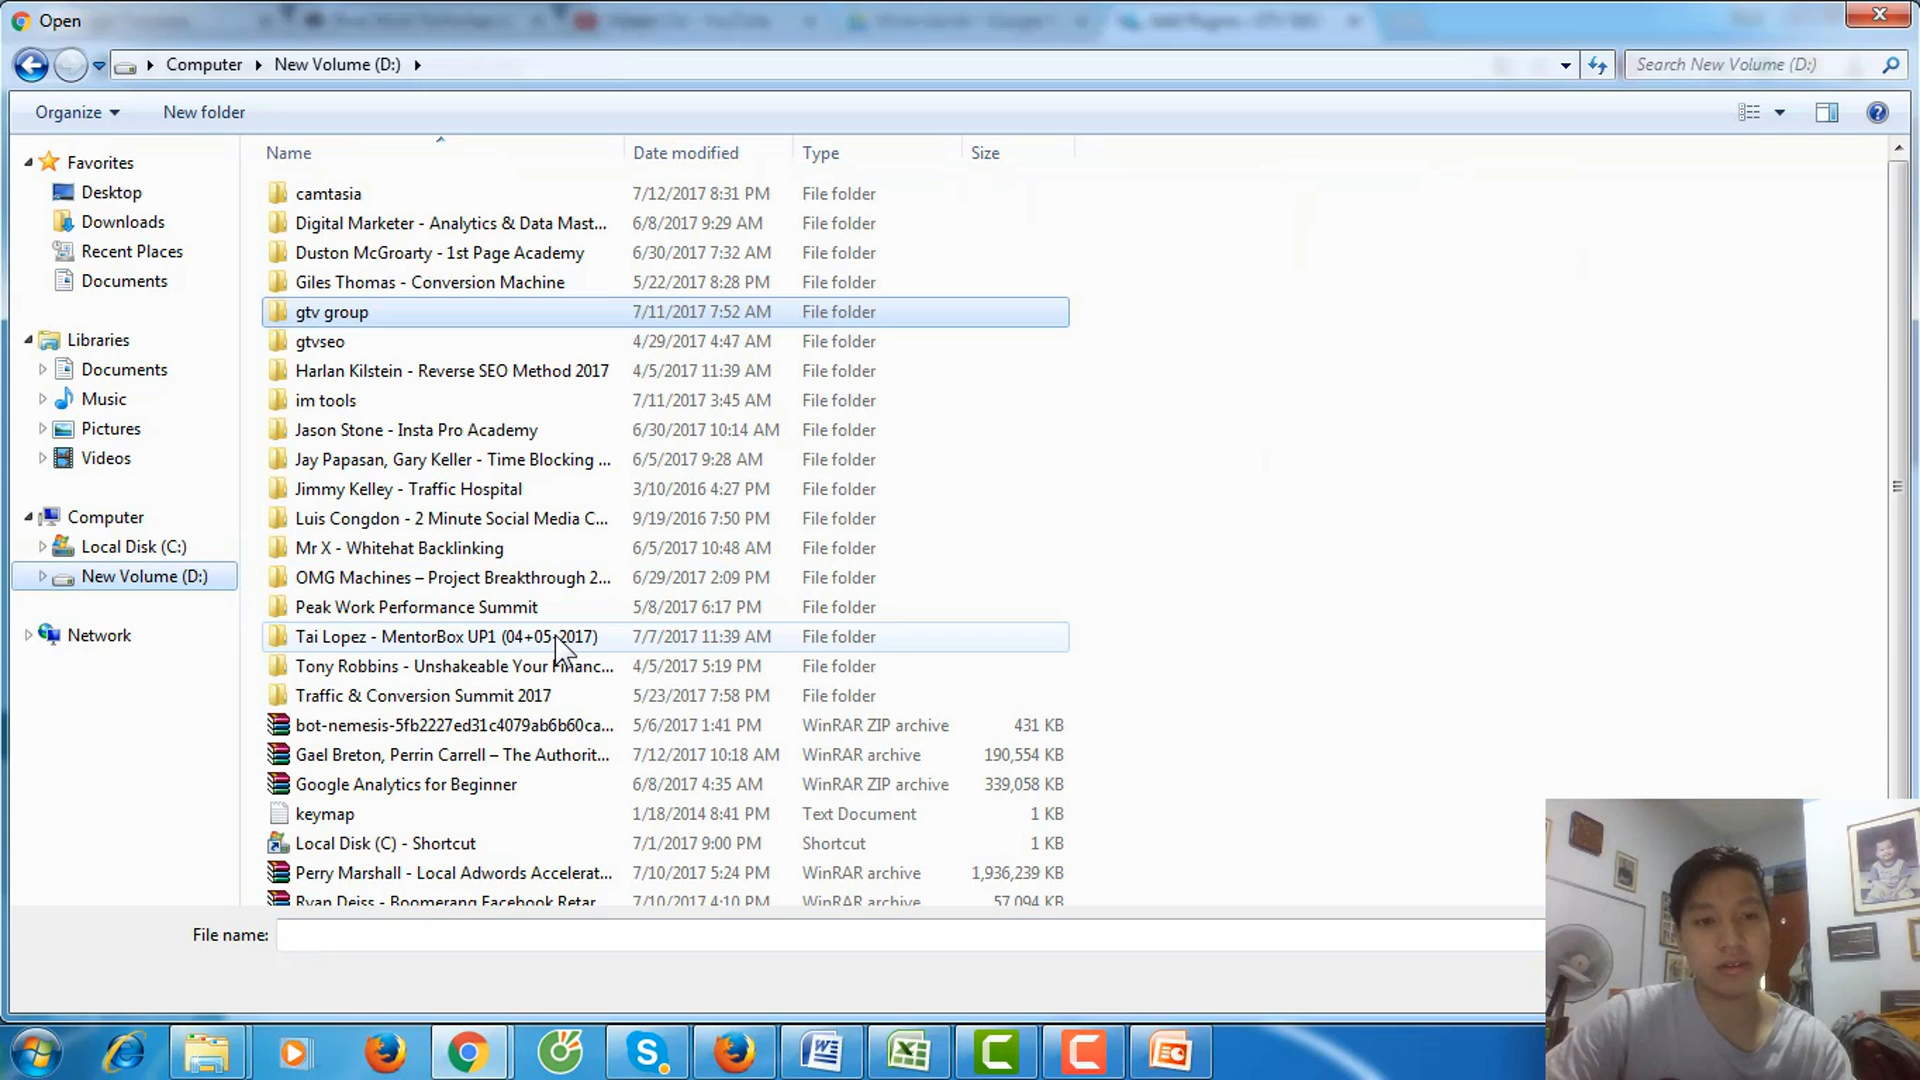 Open
Computer New Volume (D:)
Search New Volume (D:)
Organize New folder
Favorites
Desktop
Downloads
Recent Places
Documents
Libraries
Documents
Music
Pictures
Videos
Computer
Local Disk (C:)
New Volume (D:)
Network
Name Date modified Type Size
camtasia 7/12/2017 8:31 PM File folder
Digital Marketer - Analytics & Data Mast... 6/8/2017 9:29 AM File folder
Duston McGroarty - 1st Page Academy 6/30/2017 7:32 AM File folder
Giles Thomas - Conversion Machine 5/22/2017 8:28 PM File folder
gtv group 7/11/2017 7:52 AM File folder
gtvseo 4/29/2017 4:47 AM File folder
Harlan Kilstein - Reverse SEO Method 2017 4/5/2017 11:39 AM File folder
im tools 7/11/2017 3:45 AM File folder
Jason Stone - Insta Pro Academy 6/30/2017 10:14 AM File folder
Jay Papasan, Gary Keller - Time Blocking ... 6/5/2017 9:28 AM File folder
Jimmy Kelley - Traffic Hospital 3/10/2016 4:27 PM File folder
Luis Congdon - 2 Minute Social Media C... 9/19/2016 7:50 PM File folder
Mr X - Whitehat Backlinking 6/5/2017 10:48 AM File folder
OMG Machines – Project Breakthrough 2... 6/29/2017 2:09 PM File folder
Peak Work Performance Summit 5/8/2017 6:17 PM File folder
Tai Lopez - MentorBox UP1 (04+05-2017) 7/7/2017 11:39 AM File folder
Tony Robbins - Unshakeable Your Financ... 4/5/2017 5:19 PM File folder
Traffic & Conversion Summit 2017 5/23/2017 7:58 PM File folder
bot-nemesis-5fb2227ed31c4079ab6b60ca... 5/6/2017 1:41 PM WinRAR ZIP archive 431 KB
Gael Breton, Perrin Carrell – The Authorit... 7/12/2017 10:18 AM WinRAR archive 190,554 KB
Google Analytics for Beginner 6/8/2017 4:35 AM WinRAR ZIP archive 339,058 KB
keymap 1/18/2014 8:41 PM Text Document 1 KB
Local Disk (C) - Shortcut 7/1/2017 9:00 PM Shortcut 1 KB
Perry Marshall - Local Adwords Accelerat... 7/10/2017 5:24 PM WinRAR archive 1,936,239 KB
Ryan Deiss - Boomerang Facebook Retar 7/10/2017 4:10 PM WinRAR archive 57,094 KB
File name: